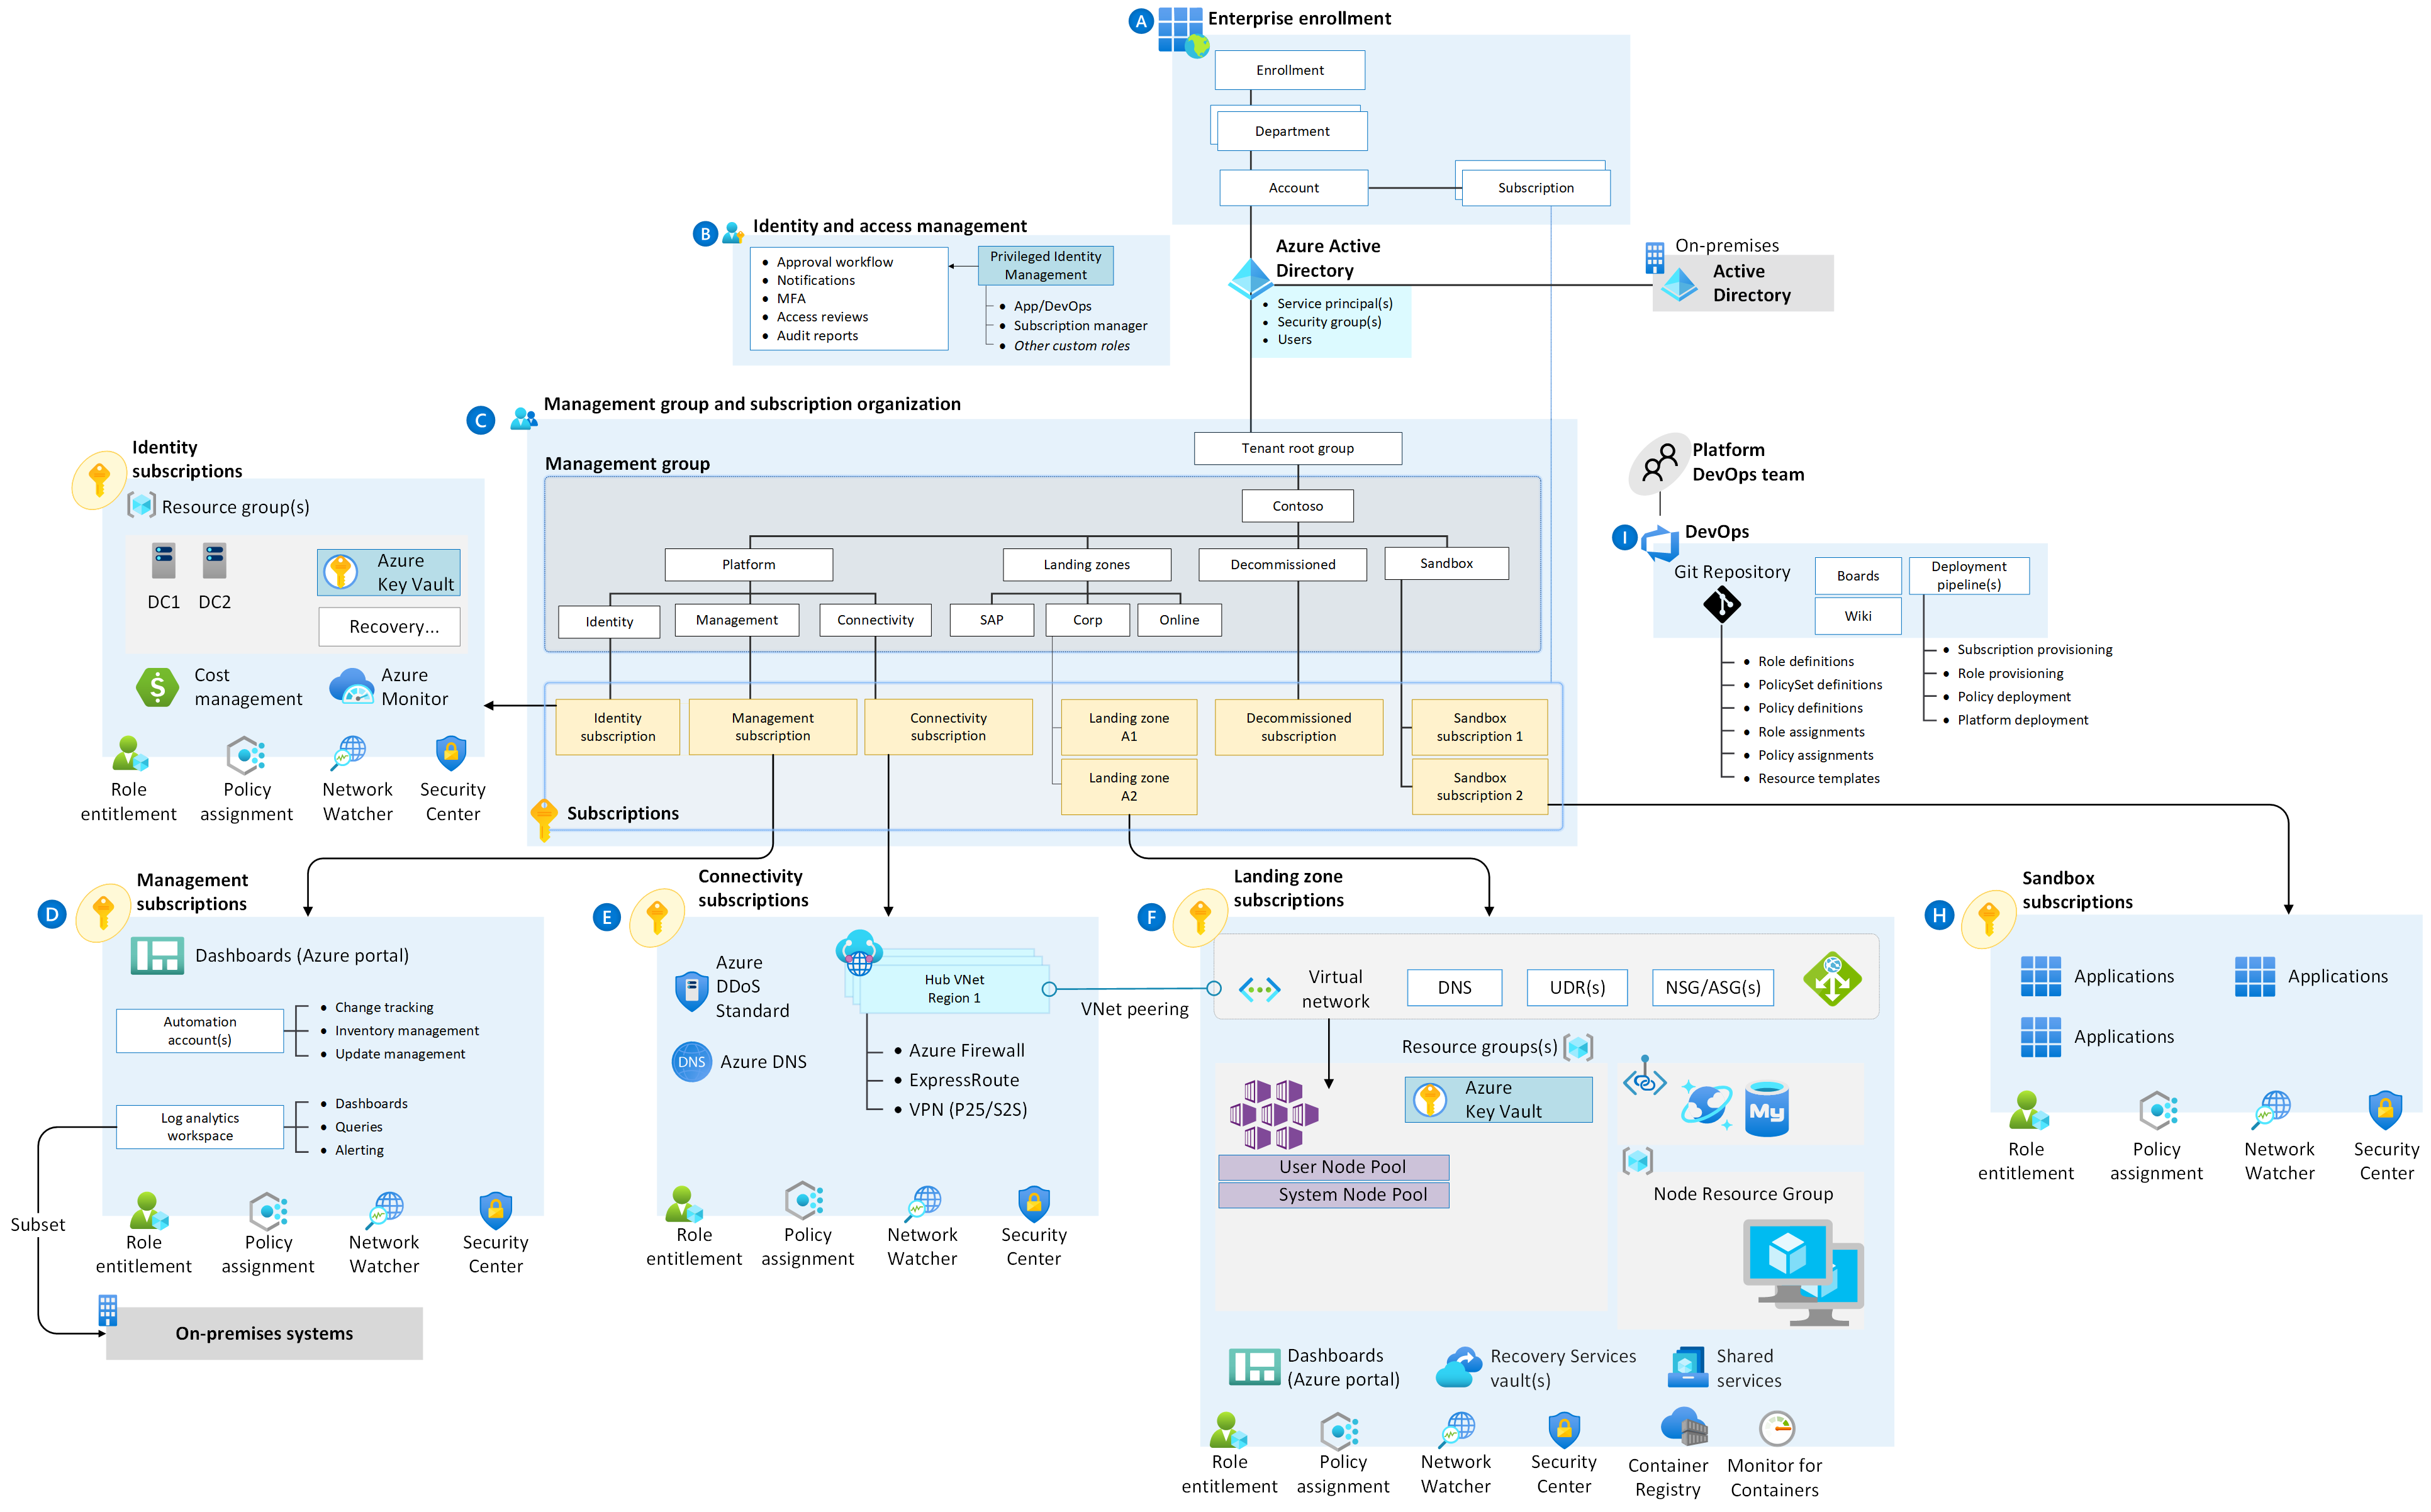 A
Enterprise enrollment
Enrollment
Department
Account
Subscription
B
Identity and access management
Approval workflow
Notifications
MFA
Access reviews
Audit reports
Privileged Identity
Management
App/DevOps
Subscription manager
Other custom roles
Azure Active
Directory
Service principal(s)
Security group(s)
Users
On-premises
Active
Directory
C
Management group and subscription organization
Tenant root group
Management group
Contoso
Platform
Landing zones
Decommissioned
Sandbox
Identity
Management
Connectivity
SAP
Corp
Online
Identity
subscription
Management
subscription
Connectivity
subscription
Landing zone
A1
Landing zone
A2
Decommissioned
subscription
Sandbox
subscription 1
Sandbox
subscription 2
Subscriptions
Identity
subscriptions
Resource group(s)
DC1
DC2
Azure
Key Vault
Recovery...
Cost
management
Azure
Monitor
Role
entitlement
Policy
assignment
Network
Watcher
Security
Center
Platform
DevOps team
I
DevOps
Git Repository
Boards
Wiki
Deployment
pipeline(s)
Role definitions
PolicySet definitions
Policy definitions
Role assignments
Policy assignments
Resource templates
Subscription provisioning
Role provisioning
Policy deployment
Platform deployment
D
Management
subscriptions
Dashboards (Azure portal)
Automation
account(s)
Change tracking
Inventory management
Update management
Log analytics
workspace
Dashboards
Queries
Alerting
Subset
Role
entitlement
Policy
assignment
Network
Watcher
Security
Center
On-premises systems
E
Connectivity
subscriptions
Azure
DDoS
Standard
DNS
Azure DNS
Hub VNet
Region 1
Azure Firewall
ExpressRoute
VPN (P25/S2S)
VNet peering
Role
entitlement
Policy
assignment
Network
Watcher
Security
Center
F
Landing zone
subscriptions
Virtual
network
DNS
UDR(s)
NSG/ASG(s)
Resource groups(s)
Azure
Key Vault
User Node Pool
System Node Pool
My
Node Resource Group
Dashboards
(Azure portal)
Recovery Services
vault(s)
Shared
services
Role
entitlement
Policy
assignment
Network
Watcher
Security
Center
Container
Registry
Monitor for
Containers
H
Sandbox
subscriptions
Applications
Applications
Applications
Role
entitlement
Policy
assignment
Network
Watcher
Security
Center